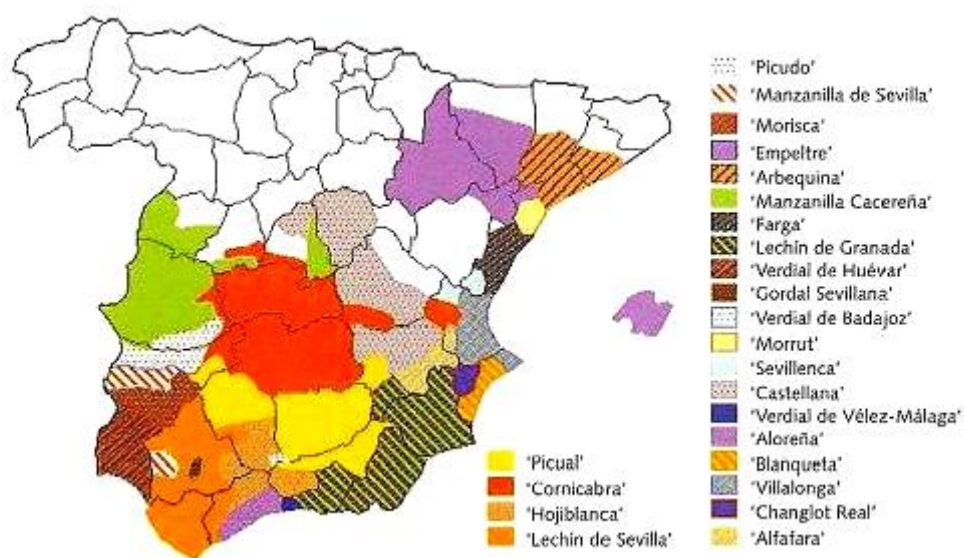 'Picudo'
'Manzanilla de Sevilla'
'Morisca'
'Empeltre'
'Arbequina'
'Manzanilla Cacereña'
'Farga'
'Lechín de Granada'
'Verdial de Huévar'
'Gordal Sevillana'
'Verdial de Badajoz'
'Morrut'
'Sevillenca'
'Castellana'
'Verdial de Vélez-Málaga'
'Aloreña'
'Blanqueta'
'Villalonga'
'Changlot Real'
'Alfafara'
'Picual'
'Cornicabra'
'Hojiblanca'
'Lechín de Sevilla'